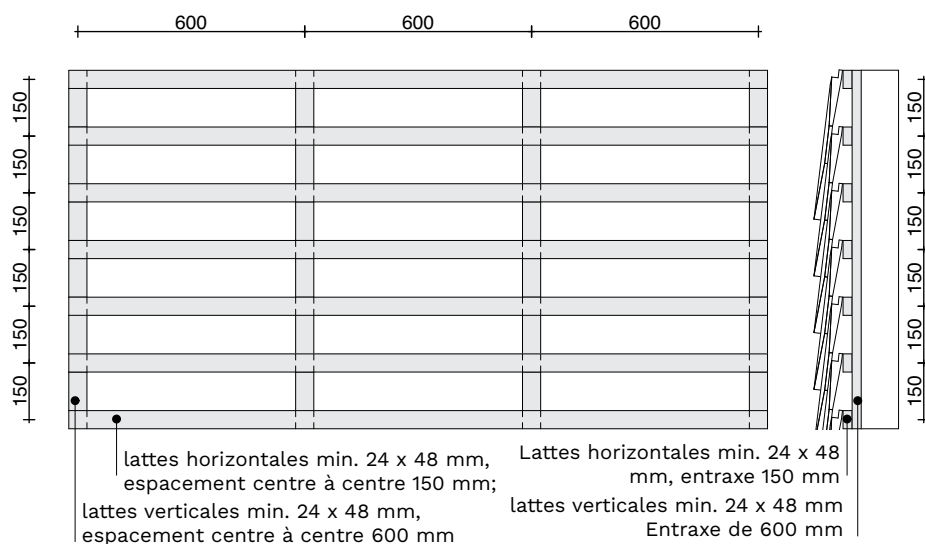 600
600
600
150
150
150
150
150
150
150
150
150
150
150
150
lattes horizontales min. 24 x 48 mm,
espacement centre à centre 150 mm;
lattes verticales min. 24 x 48 mm,
espacement centre à centre 600 mm
Lattes horizontales min. 24 x 48
mm, entraxe 150 mm
lattes verticales min. 24 x 48 mm
Entraxe de 600 mm